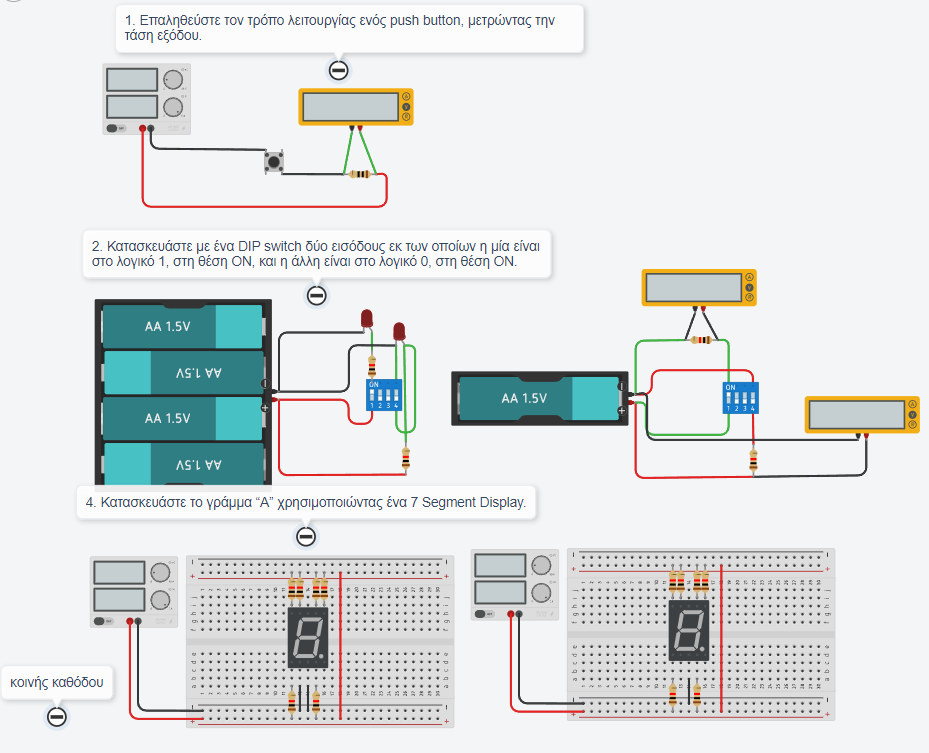 1. Επαληθεύστε τον τρόπο λειτουργίας ενός push button, μετρώντας την
τάση εξόδου.
2. Κατασκευάστε με ένα DIP switch δύο εισόδους εκ των οποίων η μία είναι
στο λογικό 1, στη θέση ON, και η άλλη είναι στο λογικό 0, στη θέση ON.
AA 1.5V
AA 1.5V
AA 1.5V
AA 1.5V
ON
1 2 3 4
AA 1.5V
ON
1 2 3 4
4. Κατασκευάστε το γράμμα “Α” χρησιμοποιώντας ένα 7 Segment Display.
κοινής καθόδου